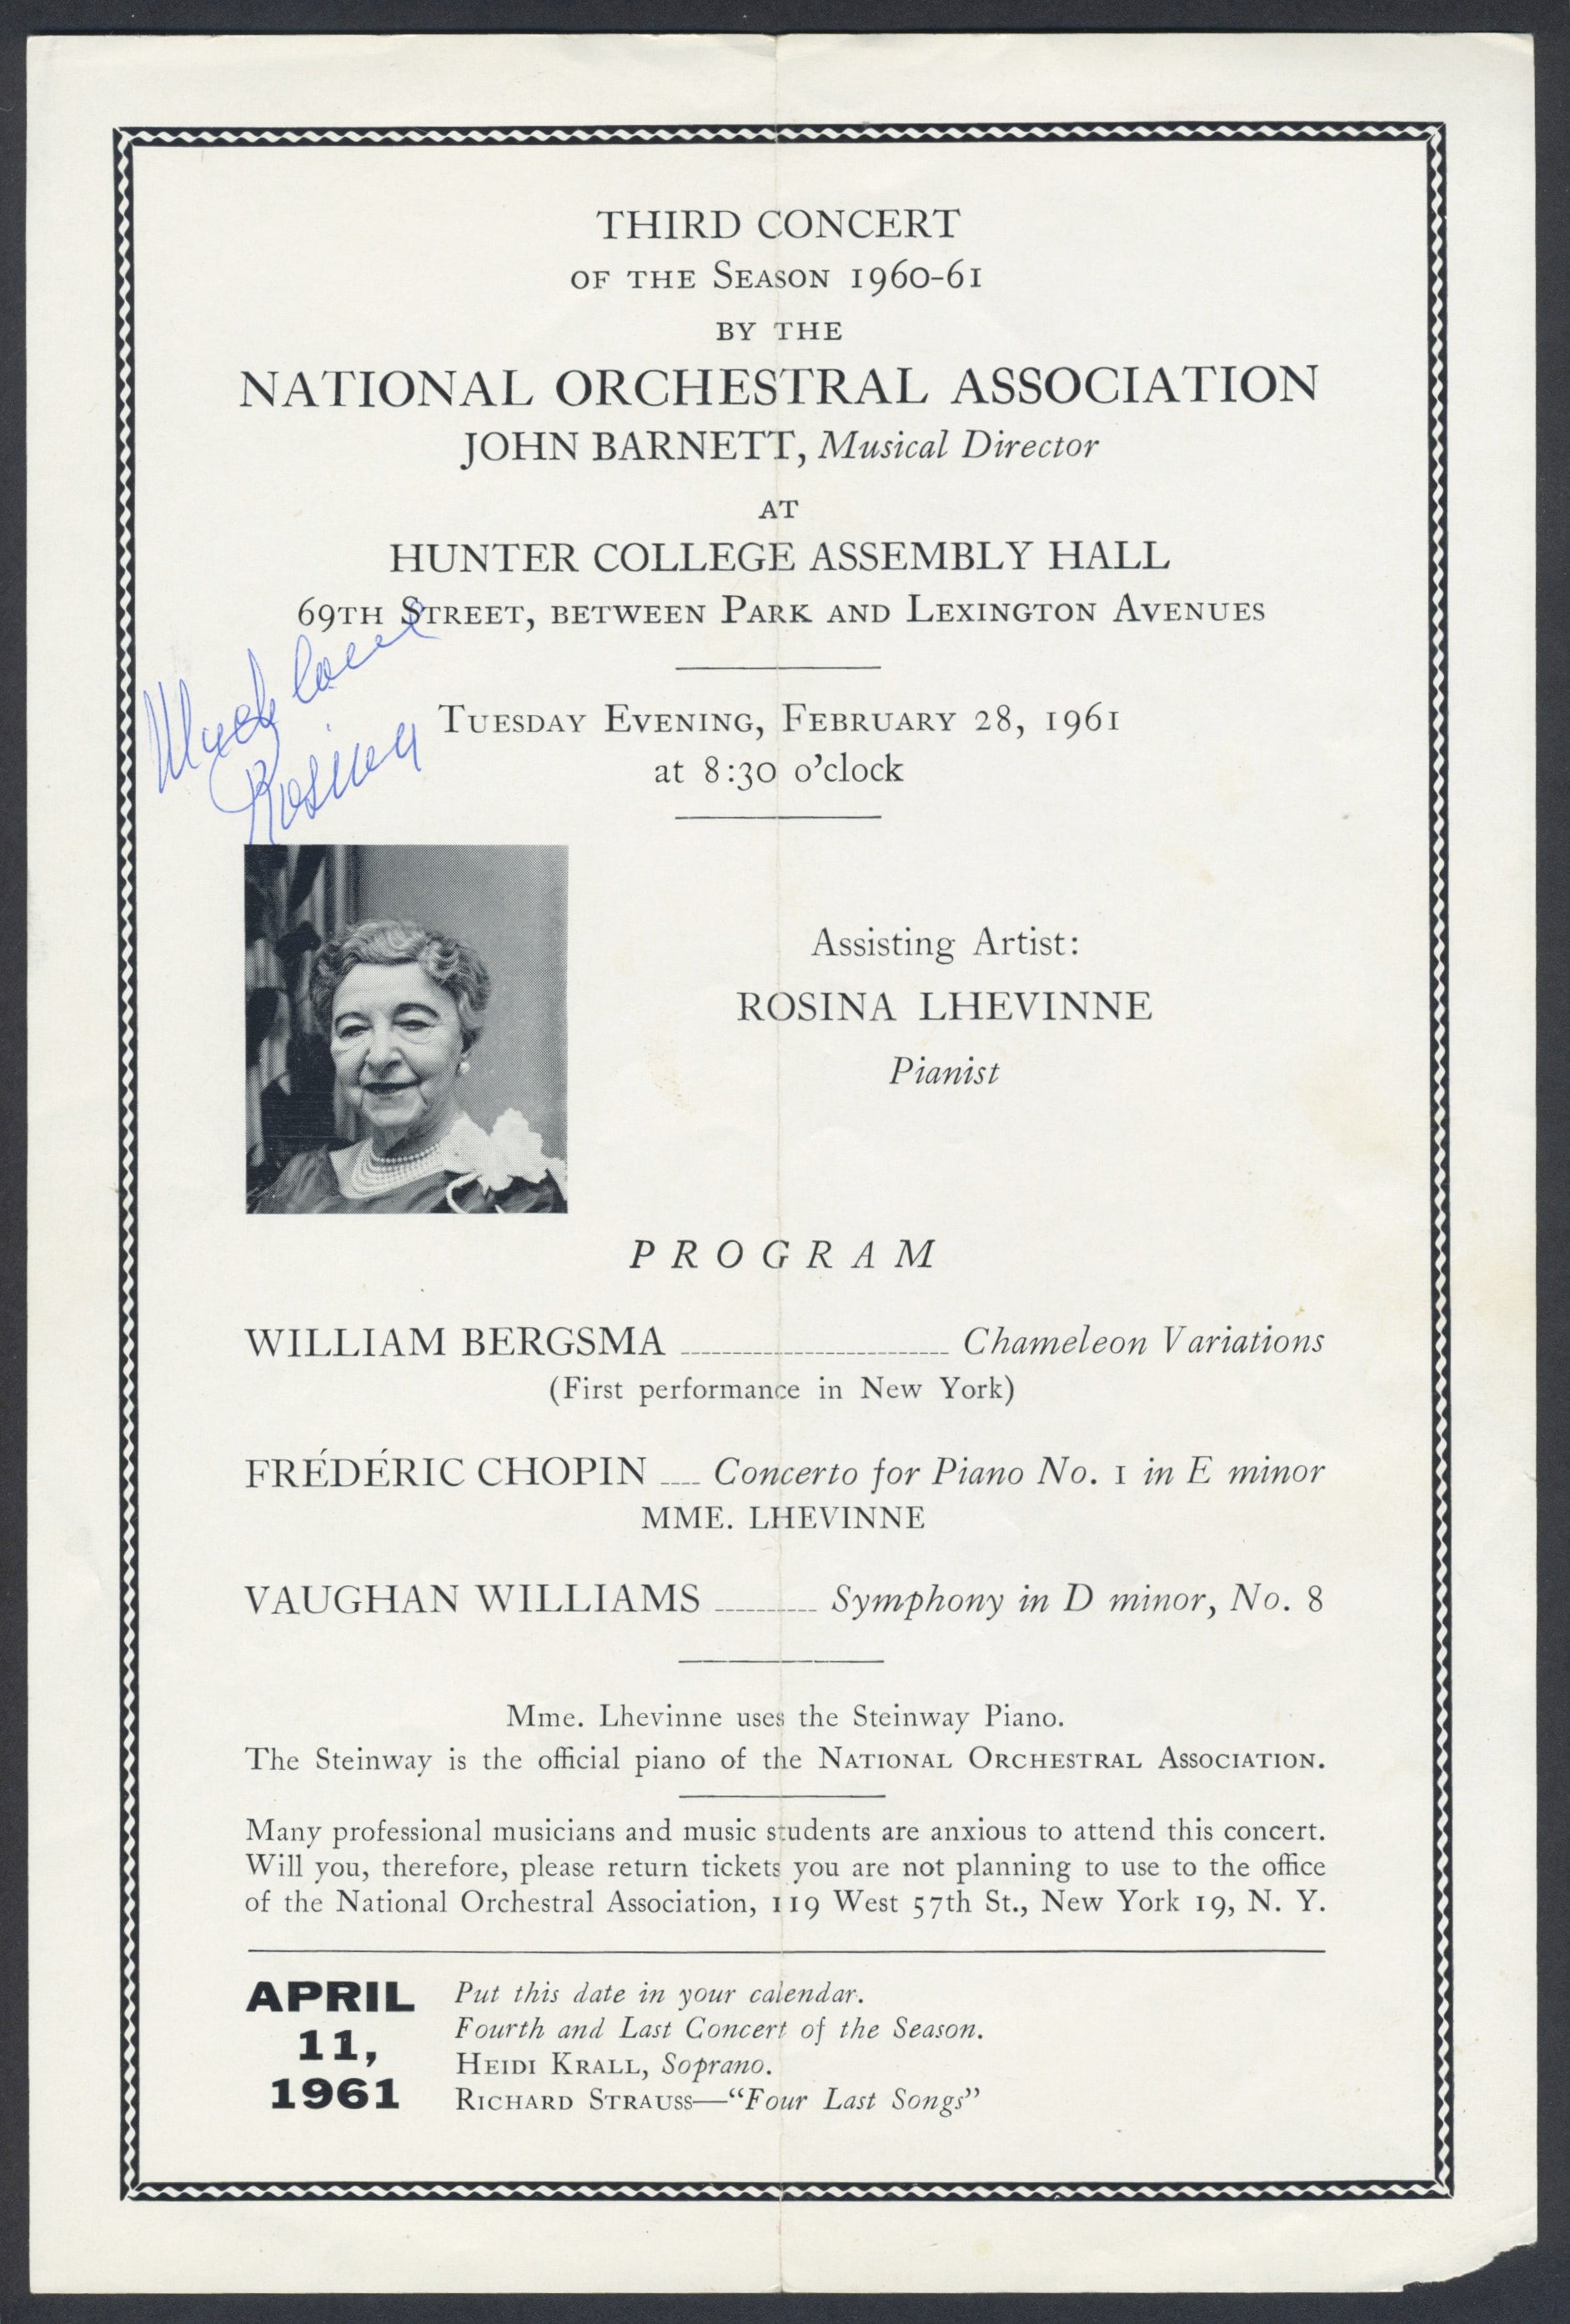 THIRD CONCERT
OF THE SEASON 1960-61
BY THE
NATIONAL ORCHESTRAL ASSOCIATION
JOHN BARNETT, Musical Director
AT
HUNTER COLLEGE ASSEMBLY HALL
69TH STREET, BETWEEN PARK AND LEXINGTON AVENUES
Much love
Rosina
TUESDAY EVENING, FEBRUARY 28, 1961
at 8:30 o'clock
Assisting Artist:
ROSINA LHEVINNE
Pianist
PROGRAM
WILLIAM BERGSMA ---------- Chameleon Variations
(First performance in New York)
FRÉDÉRIC CHOPIN ---- Concerto for Piano No. 1 in E minor
MME. LHEVINNE
VAUGHAN WILLIAMS ---------- Symphony in D minor, No. 8
Mme. Lhevinne uses the Steinway Piano.
The Steinway is the official piano of the NATIONAL ORCHESTRAL ASSOCIATION.
Many professional musicians and music students are anxious to attend this concert.
Will you, therefore, please return tickets you are not planning to use to the office
of the National Orchestral Association, 119 West 57th St., New York 19, N. Y.
APRIL
11,
1961
Put this date in your calendar.
Fourth and Last Concert of the Season.
HEIDI KRALL, Soprano.
RICHARD STRAUSS—“Four Last Songs”